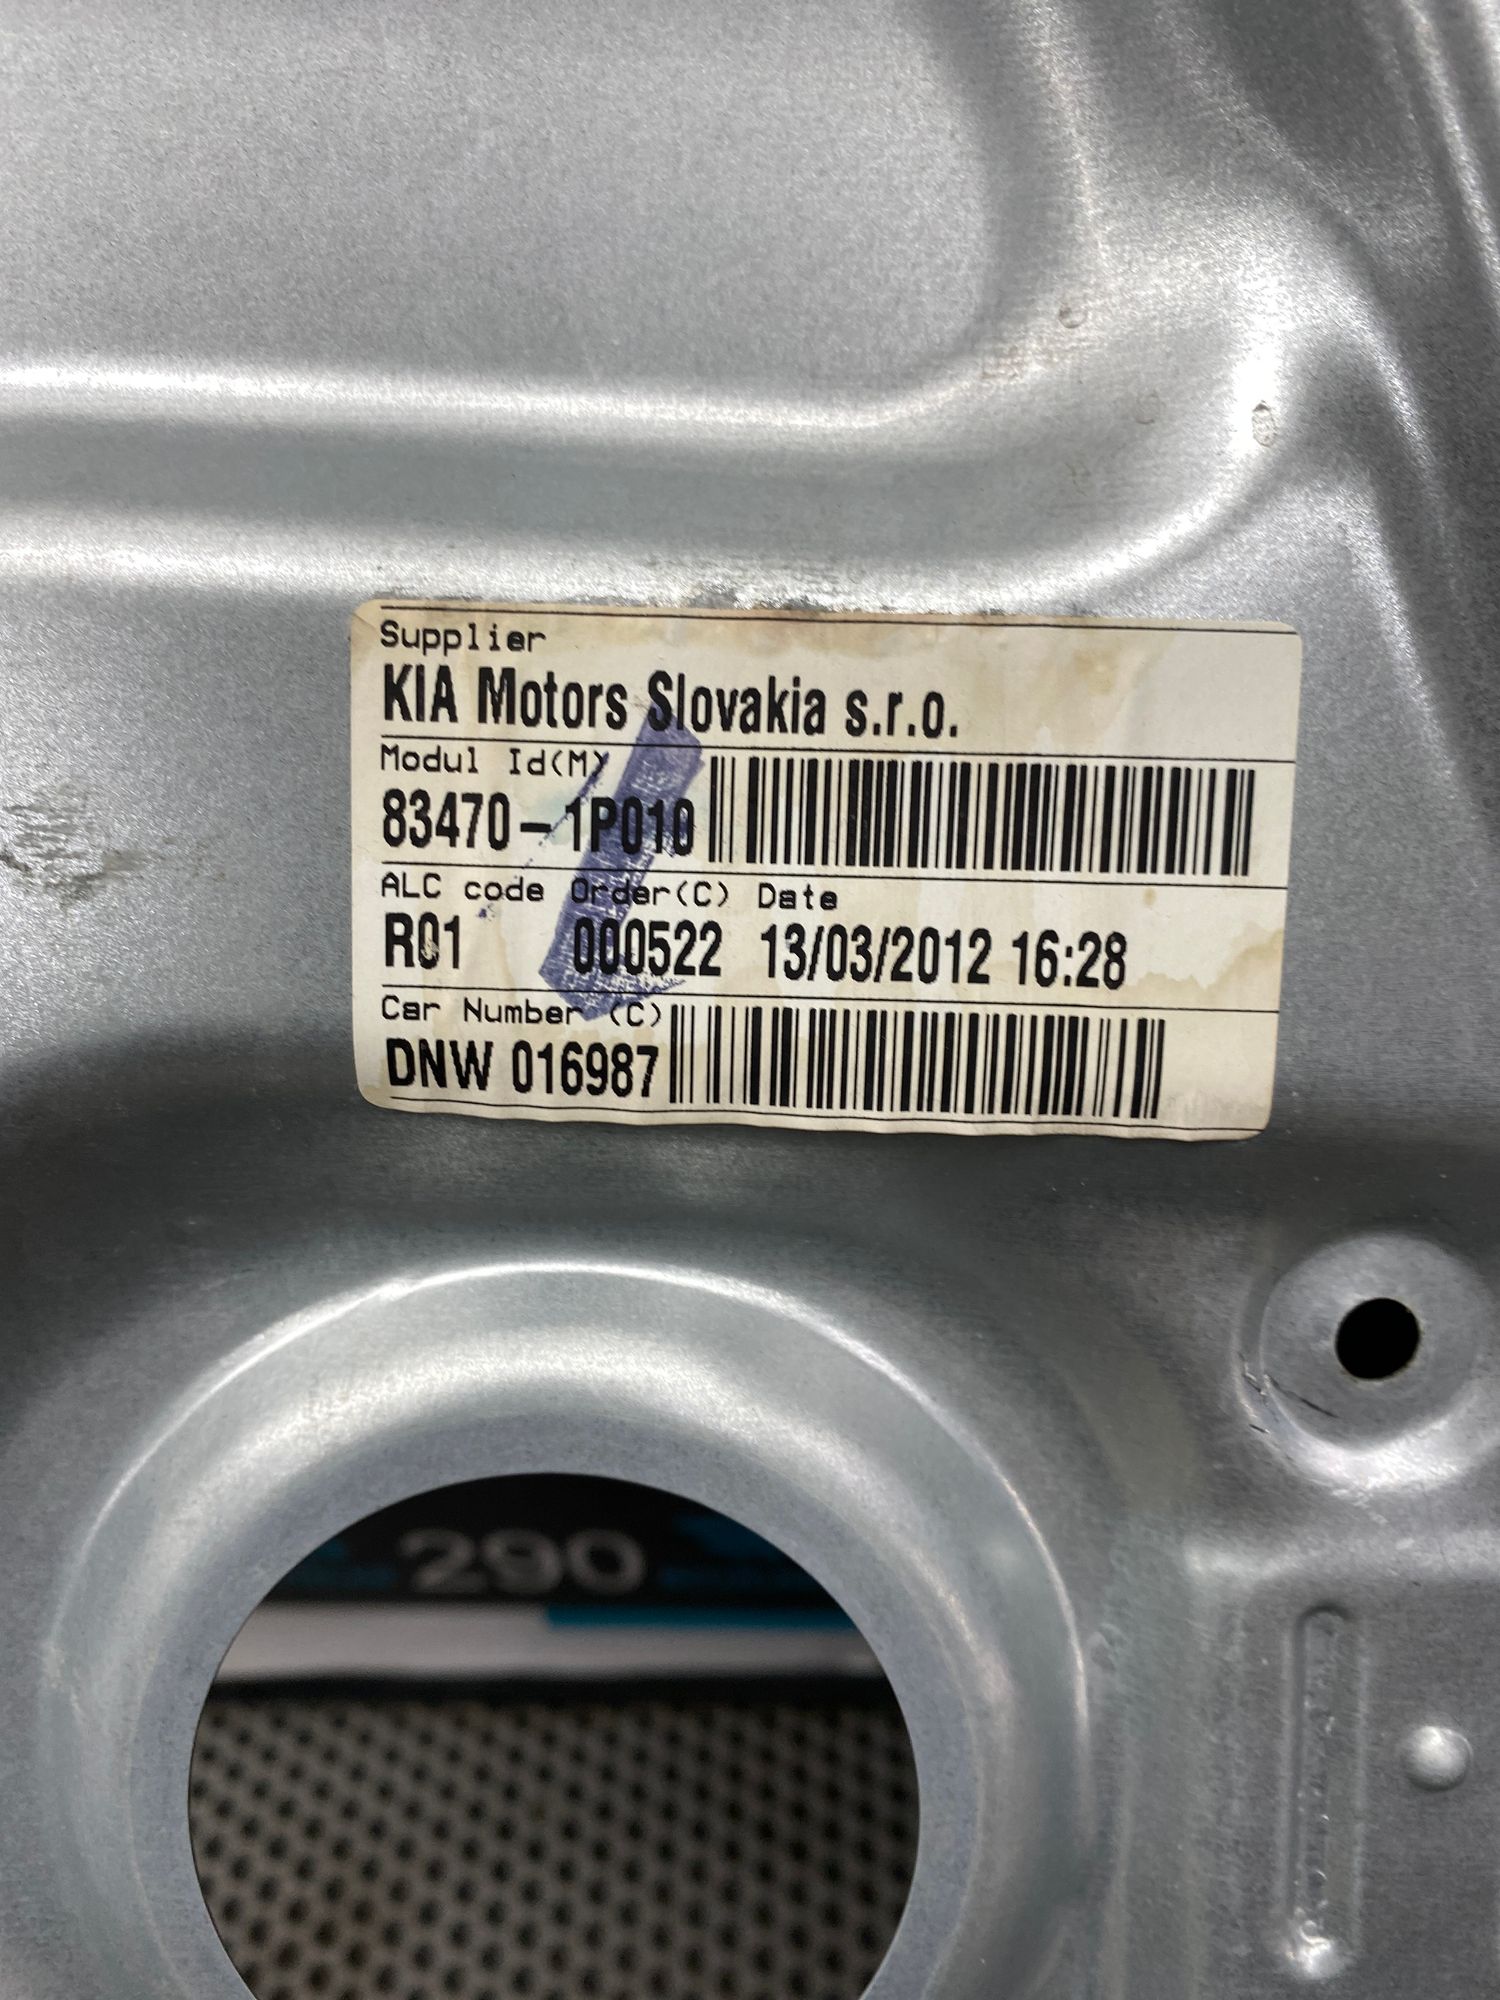 Supplier
KIA Motors Slovakia s.r.o.
Modul Id(M)
83470-1P010
ALC code Order(C) Date
R01 000522 13/03/2012 16:28
Car Number (C)
DNW 016987
290